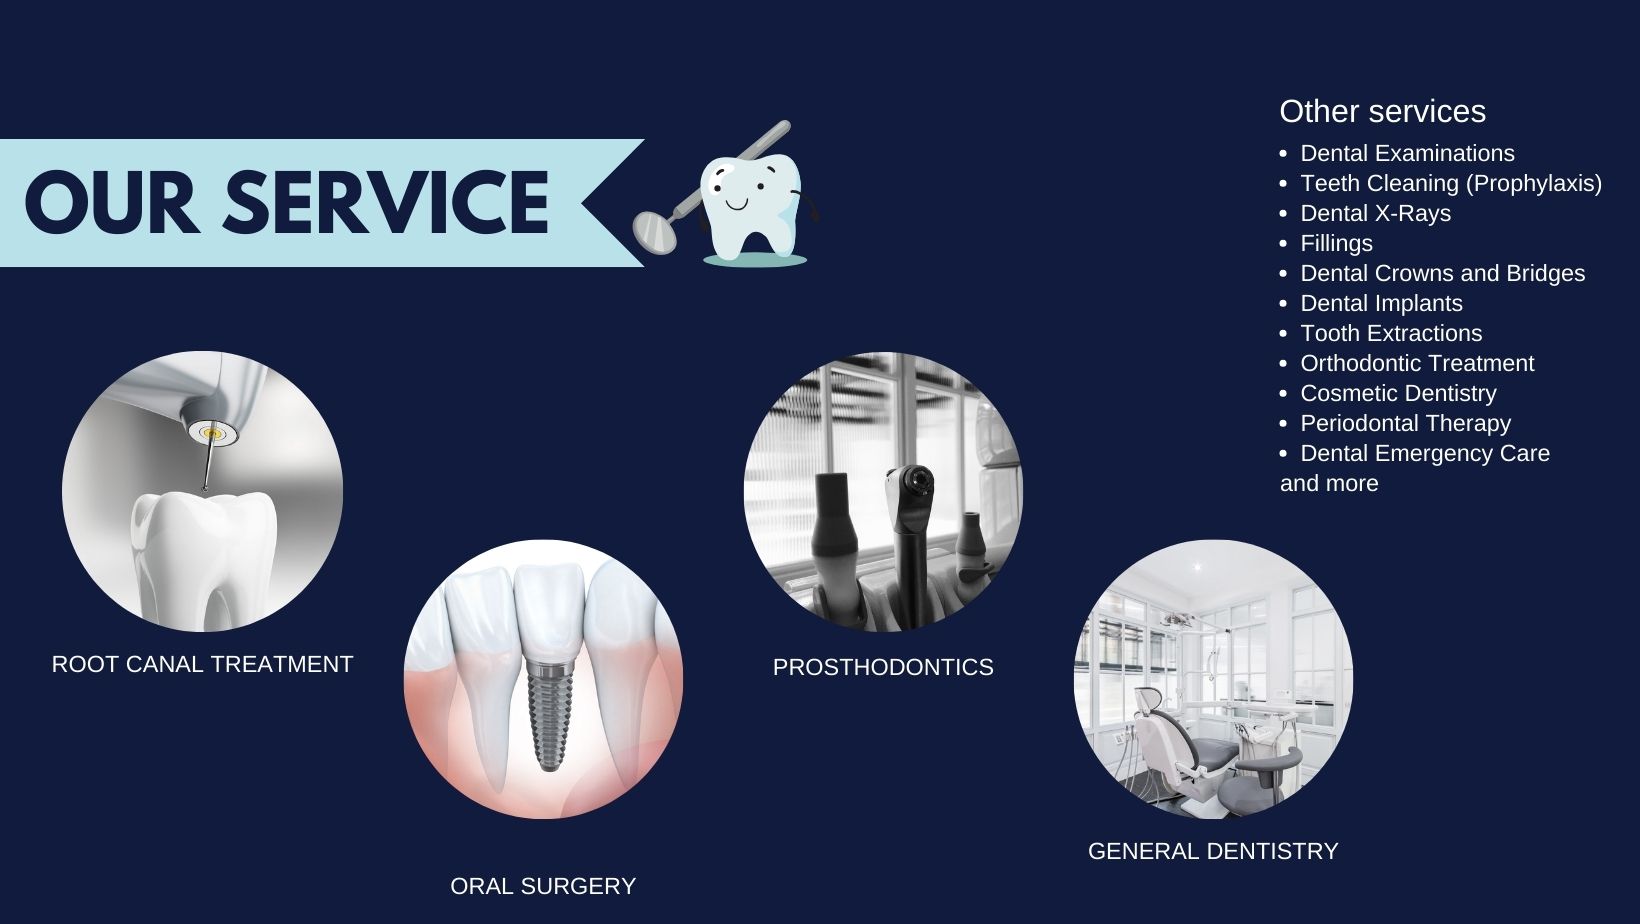 OUR SERVICE
Other services
• Dental Examinations
• Teeth Cleaning (Prophylaxis)
• Dental X-Rays
• Fillings
• Dental Crowns and Bridges
• Dental Implants
• Tooth Extractions
• Orthodontic Treatment
• Cosmetic Dentistry
• Periodontal Therapy
• Dental Emergency Care
and more
ROOT CANAL TREATMENT
ORAL SURGERY
PROSTHODONTICS
GENERAL DENTISTRY